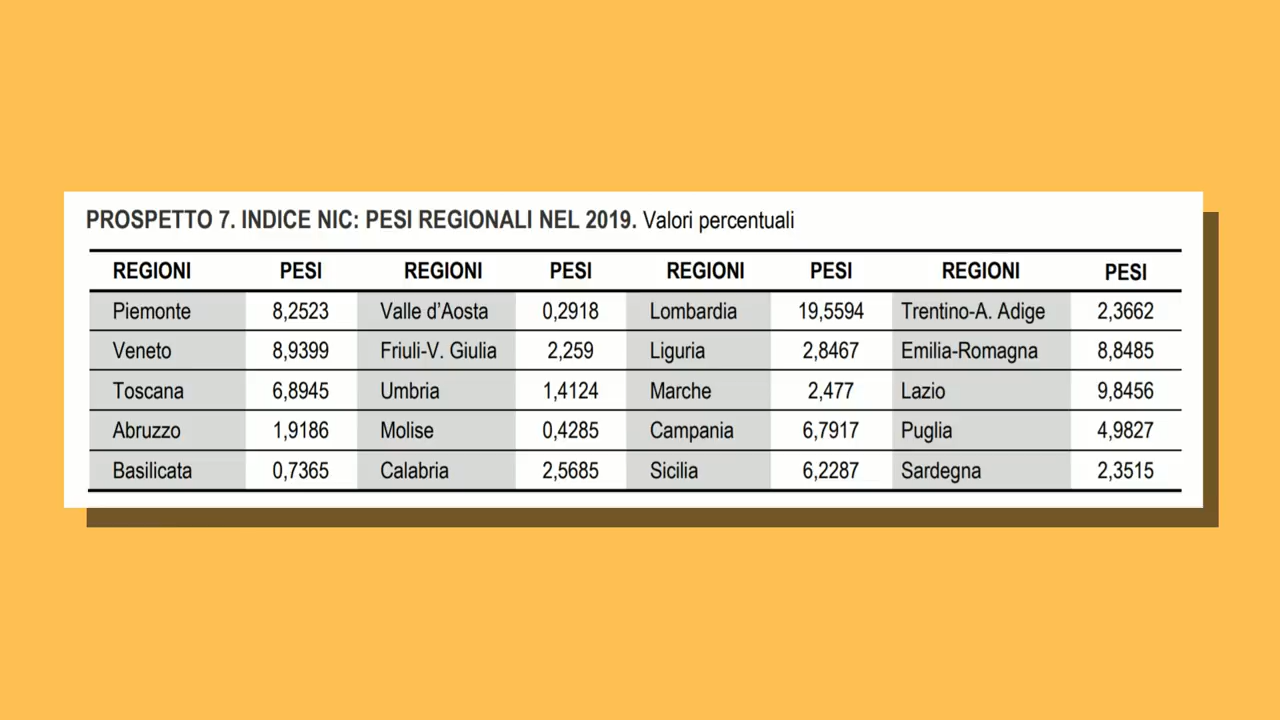 PROSPETTO 7. INDICE NIC: PESI REGIONALI NEL 2019. Valori percentuali
REGIONI PESI REGIONI PESI REGIONI PESI REGIONI PESI
Piemonte 8,2523 Valle d’Aosta 0,2918 Lombardia 19,5594 Trentino-A. Adige 2,3662
Veneto 8,9399 Friuli-V. Giulia 2,259 Liguria 2,8467 Emilia-Romagna 8,8485
Toscana 6,8945 Umbria 1,4124 Marche 2,477 Lazio 9,8456
Abruzzo 1,9186 Molise 0,4285 Campania 6,7917 Puglia 4,9827
Basilicata 0,7365 Calabria 2,5685 Sicilia 6,2287 Sardegna 2,3515